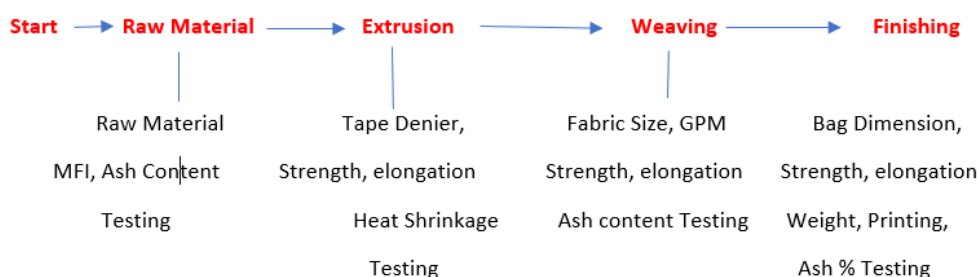 Start Raw Material Extrusion Weaving Finishing
Raw Material Tape Denier, Fabric Size, GPM Bag Dimension,
MFI, Ash Content Strength, elongation Strength, elongation Strength, elongation
Testing Heat Shrinkage Ash content Testing Weight, Printing,
Testing Ash % Testing